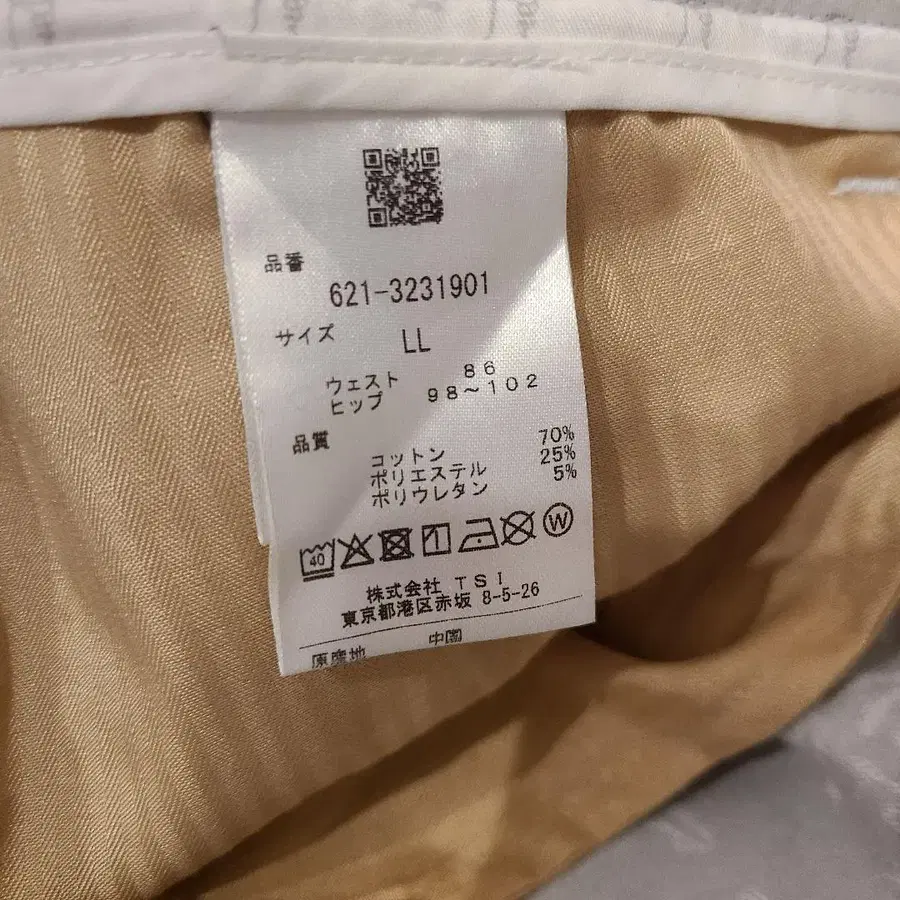 品番
621-3231901
サイズ
LL
ウェスト 86
ヒップ 98~102
品質
コットン 70%
ポリエステル 25%
ポリウレタン 5%
40
W
株式会社 TSI
東京都港区赤坂 8-5-26
原産地 中国